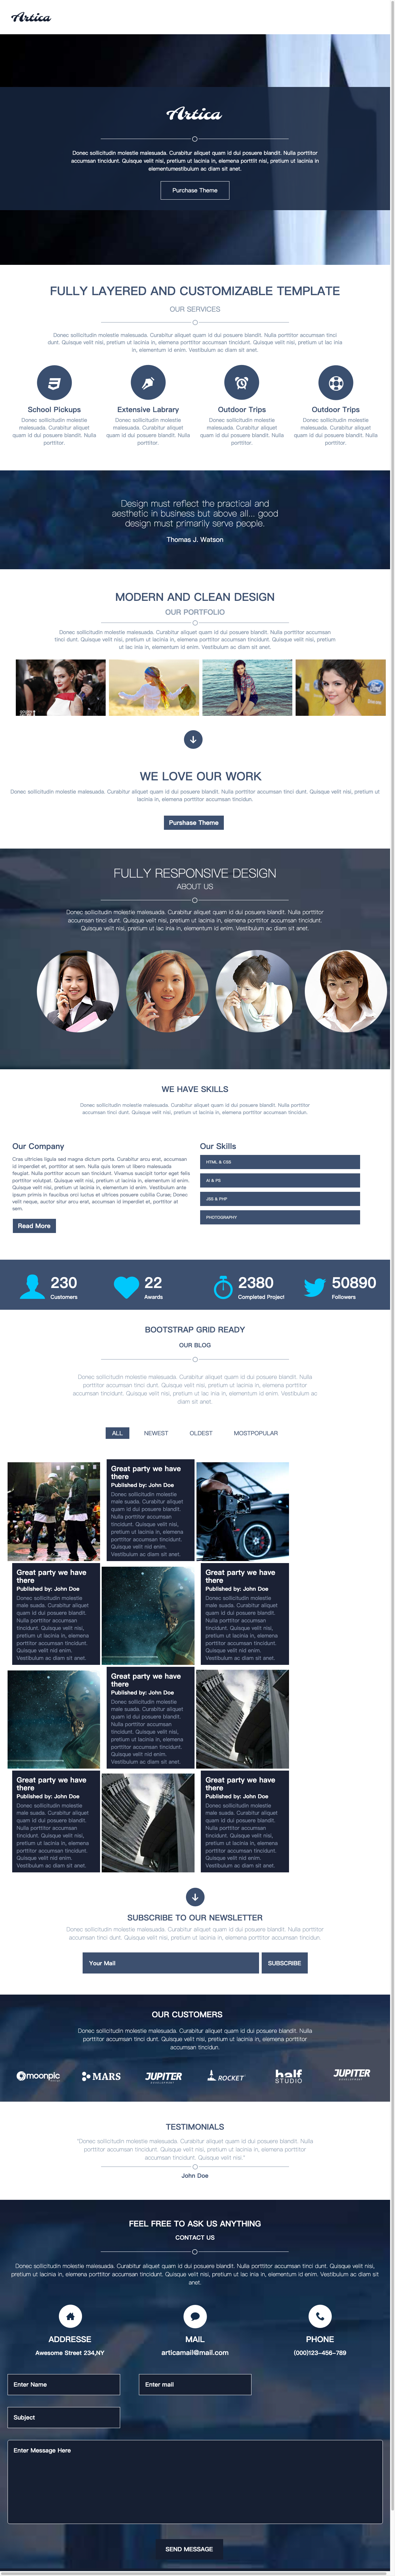 Artica
Artica
Donec sollicitudin molestie malesuada. Curabitur aliquet quam id dui posuere blandit. Nulla porttitor
accumsan tincidunt. Quisque velit nisi, pretium ut lacinia in, elemena porttit nisi, pretium ut lacinia in
elementumestibulum ac diam sit anet.
Purchase Theme
FULLY LAYERED AND CUSTOMIZABLE TEMPLATE
OUR SERVICES
Donec sollicitudin molestie malesuada. Curabitur aliquet quam id dui posuere blandit. Nulla porttitor accumsan tinci
dunt. Quisque velit nisi, pretium ut lacinia in, elemena porttitor accumsan tincidunt. Quisque velit nisi, pretium ut lac inia
in, elementum id enim. Vestibulum ac diam sit anet.
School Pickups
Donec sollicitudin molestie
malesuada. Curabitur aliquet
quam id dui posuere blandit. Nulla
porttitor.
Extensive Labrary
Donec sollicitudin molestie
malesuada. Curabitur aliquet
quam id dui posuere blandit. Nulla
porttitor.
Outdoor Trips
Donec sollicitudin molestie
malesuada. Curabitur aliquet
quam id dui posuere blandit. Nulla
porttitor.
Outdoor Trips
Donec sollicitudin molestie
malesuada. Curabitur aliquet
quam id dui posuere blandit. Nulla
porttitor.
Design must reflect the practical and
aesthetic in business but above all... good
design must primarily serve people.
Thomas J. Watson
MODERN AND CLEAN DESIGN
OUR PORTFOLIO
Donec sollicitudin molestie malesuada. Curabitur aliquet quam id dui posuere blandit. Nulla porttitor accumsan
tinci dunt. Quisque velit nisi, pretium ut lacinia in, elemena porttitor accumsan tincidunt. Quisque velit nisi, pretium
ut lac inia in, elementum id enim. Vestibulum ac diam sit anet.
WE LOVE OUR WORK
Donec sollicitudin molestie malesuada. Curabitur aliquet quam id dui posuere blandit. Nulla porttitor accumsan tinci dunt. Quisque velit nisi, pretium ut
lacinia in, elemena porttitor accumsan tincidun.
Purshase Theme
FULLY RESPONSIVE DESIGN
ABOUT US
Donec sollicitudin molestie malesuada. Curabitur aliquet quam id dui posuere blandit. Nulla porttitor
accumsan tinci dunt. Quisque velit nisi, pretium ut lacinia in, elemena porttitor accumsan tincidunt.
Quisque velit nisi, pretium ut lac inia in, elementum id enim. Vestibulum ac diam sit anet.
WE HAVE SKILLS
Donec sollicitudin molestie malesuada. Curabitur aliquet quam id dui posuere blandit. Nulla porttitor
accumsan tinci dunt. Quisque velit nisi, pretium ut lacinia in, elemena porttitor accumsan tincidun.
Our Company
Cras ultricies ligula sed magna dictum porta. Curabitur arcu erat, accumsan
id imperdiet et, porttitor at sem. Nulla quis lorem ut libero malesuada
feugiat. Nulla porttitor accum san tincidunt. Vivamus suscipit tortor eget felis
porttitor volutpat. Quisque velit nisi, pretium ut lacinia in, elementum id enim.
Quisque velit nisi, pretium ut lacinia in, elementum id enim. Vestibulum ante
ipsum primis in faucibus orci luctus et ultrices posuere cubilia Curae; Donec
velit neque, auctor situr arcu erat, accumsan id imperdiet et, porttitor at
sem.
Read More
Our Skills
HTML & CSS
AI & PS
JSS & PHP
PHOTOGRAPHY
230
Customers
22
Awards
2380
Completed Project
50890
Followers
BOOTSTRAP GRID READY
OUR BLOG
Donec sollicitudin molestie malesuada. Curabitur aliquet quam id dui posuere blandit. Nulla
porttitor accumsan tinci dunt. Quisque velit nisi, pretium ut lacinia in, elemena porttitor accumsan
tincidunt. Quisque velit nisi, pretium ut lac inia in, elementum id enim. Vestibulum ac
diam sit anet.
ALL
NEWEST
OLDEST
MOSTPOPULAR
Great party we have
there
Published by: John Doe
Donec sollicitudin molestie
male suada. Curabitur aliquet
quam id dui posuere blandit.
Nulla porttitor accumsan
tincidunt. Quisque velit nisi,
pretium ut lacinia in, elemena
porttitor accumsan tincidunt.
Quisque velit nid enim.
Vestibulum ac diam sit anet.
Great party we have
there
Published by: John Doe
Donec sollicitudin molestie
male suada. Curabitur aliquet
quam id dui posuere blandit.
Nulla porttitor accumsan
tincidunt. Quisque velit nisi,
pretium ut lacinia in, elemena
porttitor accumsan tincidunt.
Quisque velit nid enim.
Vestibulum ac diam sit anet.
Great party we have
there
Published by: John Doe
Donec sollicitudin molestie
male suada. Curabitur aliquet
quam id dui posuere blandit.
Nulla porttitor accumsan
tincidunt. Quisque velit nisi,
pretium ut lacinia in, elemena
porttitor accumsan tincidunt.
Quisque velit nid enim.
Vestibulum ac diam sit anet.
Great party we have
there
Published by: John Doe
Donec sollicitudin molestie
male suada. Curabitur aliquet
quam id dui posuere blandit.
Nulla porttitor accumsan
tincidunt. Quisque velit nisi,
pretium ut lacinia in, elemena
porttitor accumsan tincidunt.
Quisque velit nid enim.
Vestibulum ac diam sit anet.
Great party we have
there
Published by: John Doe
Donec sollicitudin molestie
male suada. Curabitur aliquet
quam id dui posuere blandit.
Nulla porttitor accumsan
tincidunt. Quisque velit nisi,
pretium ut lacinia in, elemena
porttitor accumsan tincidunt.
Quisque velit nid enim.
Vestibulum ac diam sit anet.
Great party we have
there
Published by: John Doe
Donec sollicitudin molestie
male suada. Curabitur aliquet
quam id dui posuere blandit.
Nulla porttitor accumsan
tincidunt. Quisque velit nisi,
pretium ut lacinia in, elemena
porttitor accumsan tincidunt.
Quisque velit nid enim.
Vestibulum ac diam sit anet.
SUBSCRIBE TO OUR NEWSLETTER
Donec sollicitudin molestie malesuada. Curabitur aliquet quam id dui posuere blandit. Nulla porttitor
accumsan tinci dunt. Quisque velit nisi, pretium ut lacinia in, elemena porttitor accumsan tincidun.
Your Mail
SUBSCRIBE
OUR CUSTOMERS
Donec sollicitudin molestie malesuada. Curabitur aliquet quam id dui posuere blandit. Nulla
porttitor accumsan tinci dunt. Quisque velit nisi, pretium ut lacinia in, elemena porttitor
accumsan tincidun.
moonpic
MARS
JUPITER
ROCKET
half
STUDIO
JUPITER
TESTIMONIALS
"Donec sollicitudin molestie malesuada. Curabitur aliquet quam id dui posuere blandit. Nulla
porttitor accumsan tinci dunt. Quisque velit nisi, pretium ut lacinia in, elemena porttitor
accumsan tincidunt. Quisque velit nisi."
John Doe
FEEL FREE TO ASK US ANYTHING
CONTACT US
Donec sollicitudin molestie malesuada. Curabitur aliquet quam id dui posuere blandit. Nulla porttitor accumsan tinci dunt. Quisque velit nisi,
pretium ut lacinia in, elemena porttitor accumsan tincidunt. Quisque velit nisi, pretium ut lac inia in, elementum id enim. Vestibulum ac diam sit
anet.
ADDRESSE
Awesome Street 234,NY
MAIL
articamail@mail.com
PHONE
(000)123-456-789
Enter Name
Enter mail
Subject
Enter Message Here
SEND MESSAGE